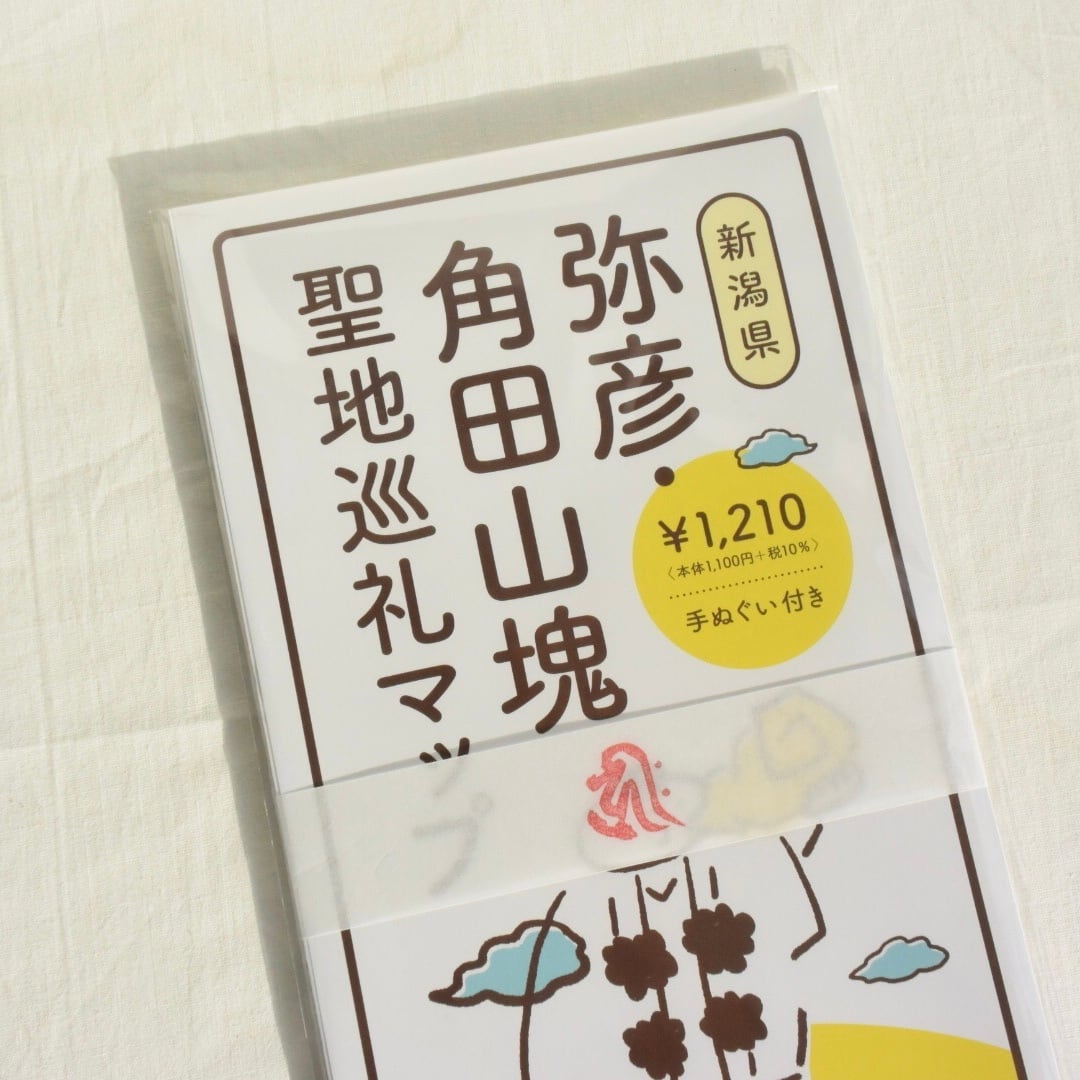 新潟県
弥彦・
角田山塊
聖地巡礼マップ
¥1,210
〈本体1,100円+税10%〉
手ぬぐい付き